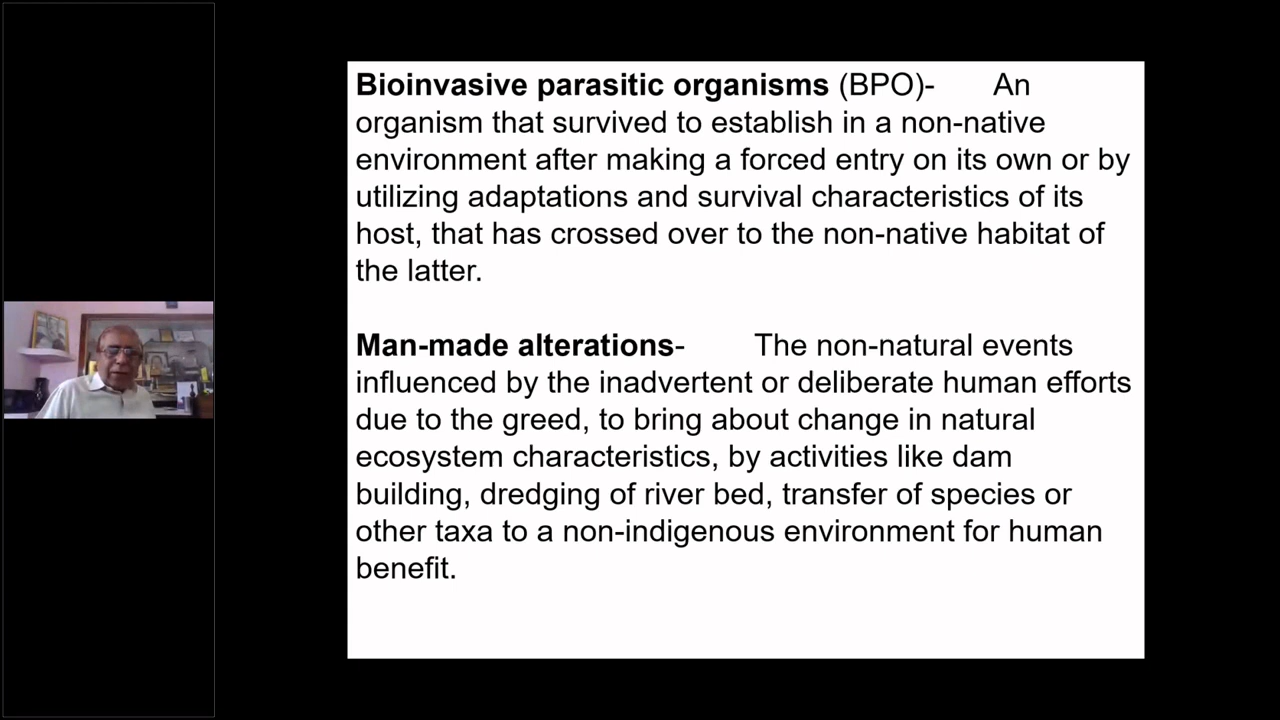 Bioinvasive parasitic organisms (BPO)- An
organism that survived to establish in a non-native
environment after making a forced entry on its own or by
utilizing adaptations and survival characteristics of its
host, that has crossed over to the non-native habitat of
the latter.
Man-made alterations- The non-natural events
influenced by the inadvertent or deliberate human efforts
due to the greed, to bring about change in natural
ecosystem characteristics, by activities like dam
building, dredging of river bed, transfer of species or
other taxa to a non-indigenous environment for human
benefit.